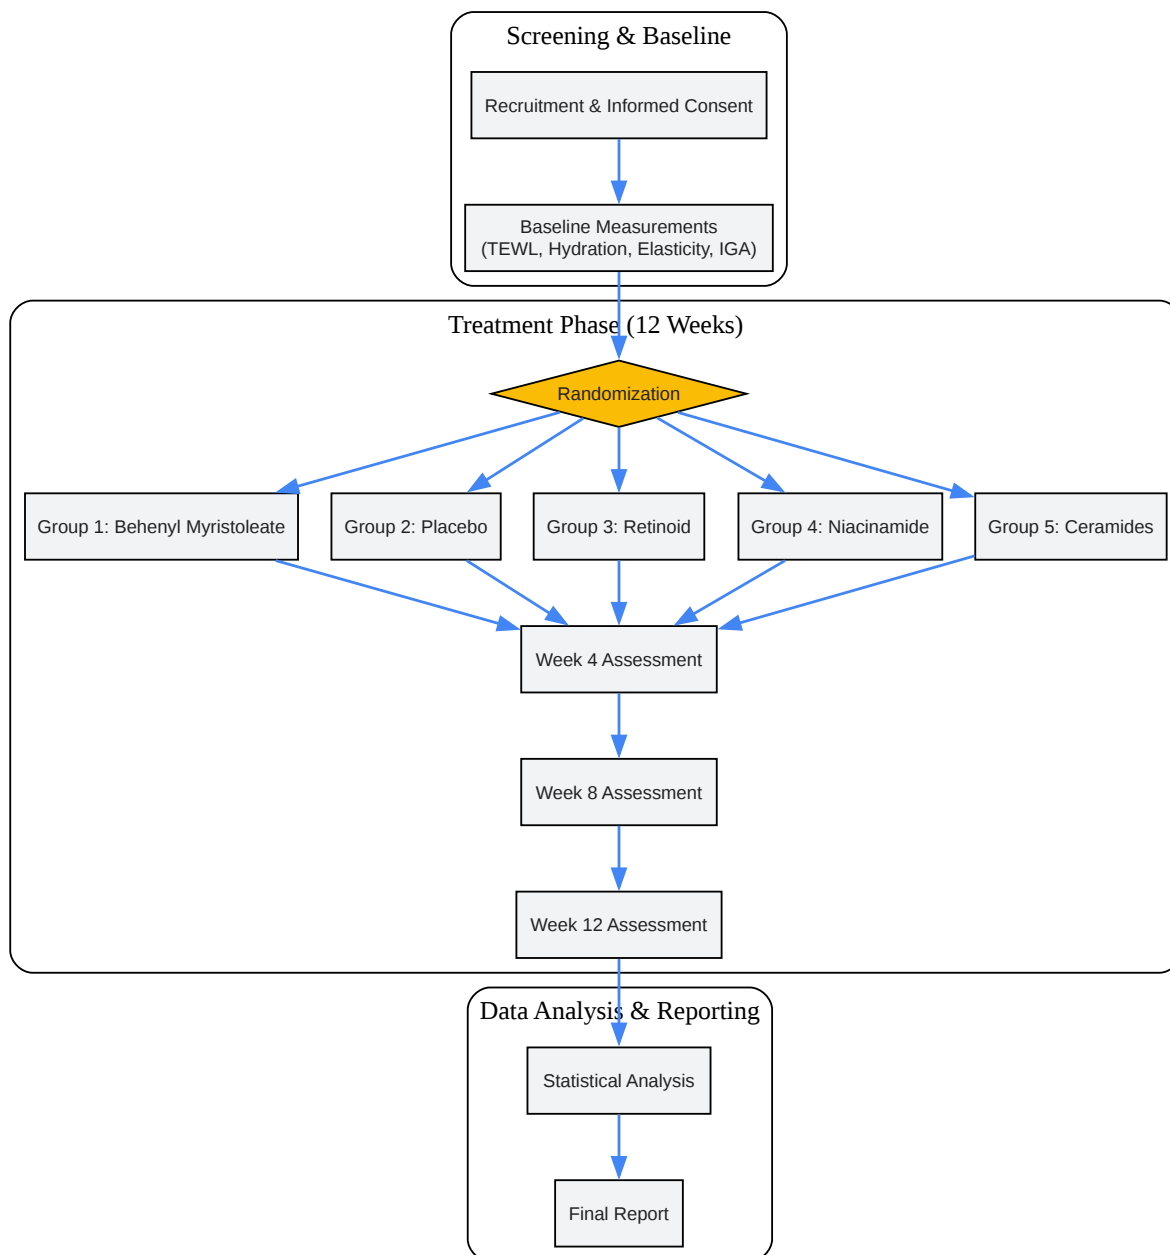 Screening & Baseline
Recruitment & Informed Consent
Baseline Measurements
(TEWL, Hydration, Elasticity, IGA)
Treatment Phase (12 Weeks)
Randomization
Group 1: Behenyl Myristoleate
Group 2: Placebo
Group 3: Retinoid
Group 4: Niacinamide
Group 5: Ceramides
Week 4 Assessment
Week 8 Assessment
Week 12 Assessment
Data Analysis & Reporting
Statistical Analysis
Final Report